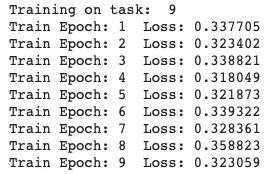 Training on task:  9
Train Epoch: 1  Loss: 0.337705
Train Epoch: 2  Loss: 0.323402
Train Epoch: 3  Loss: 0.338821
Train Epoch: 4  Loss: 0.318049
Train Epoch: 5  Loss: 0.321873
Train Epoch: 6  Loss: 0.339322
Train Epoch: 7  Loss: 0.328361
Train Epoch: 8  Loss: 0.358823
Train Epoch: 9  Loss: 0.323059